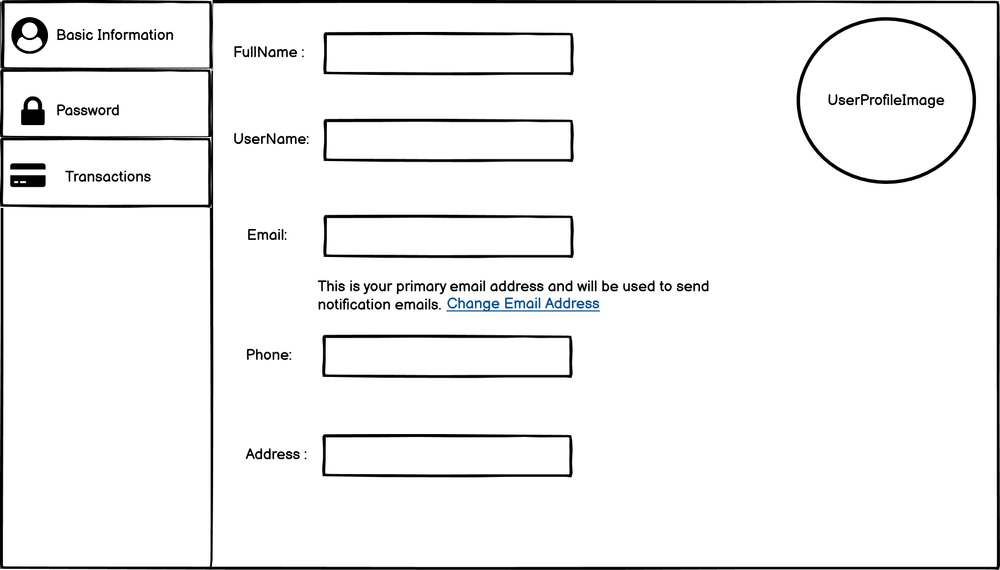 Basic Information
Password
Transactions
FullName :
UserName:
Email:
This is your primary email address and will be used to send
notification emails. Change Email Address
Phone:
Address :
UserProfileImage